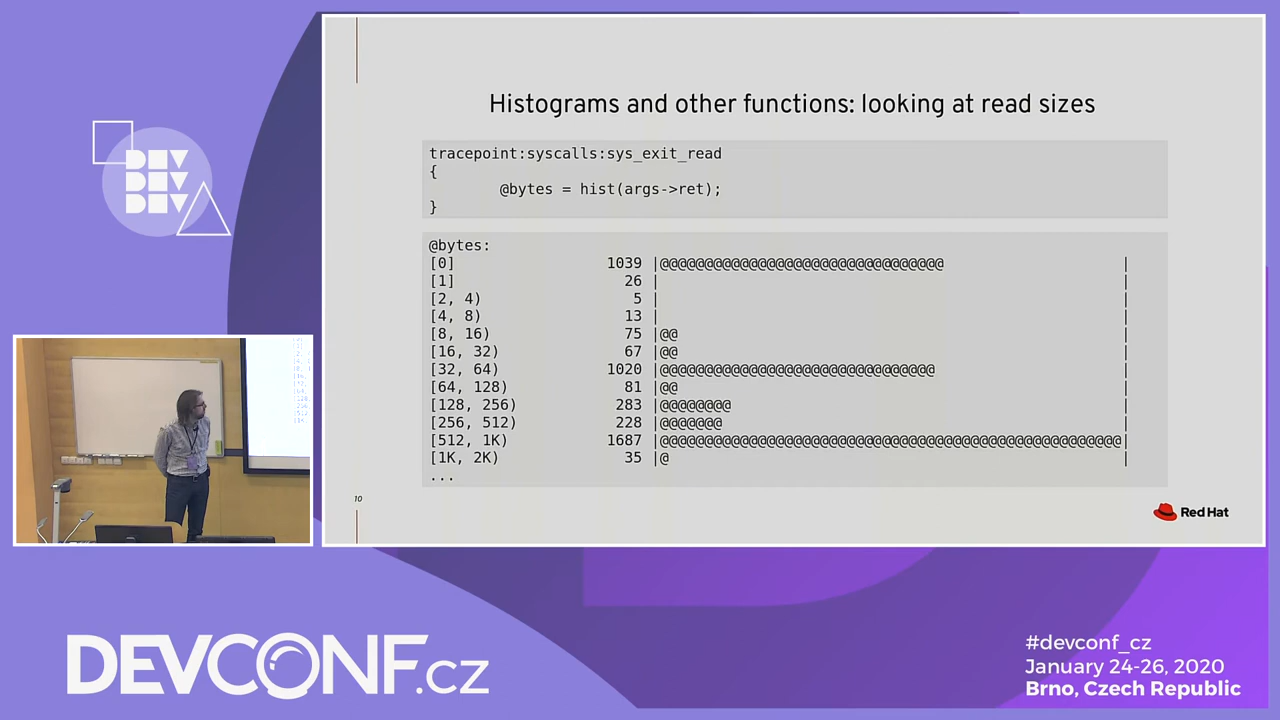 DEV
DEV
DEV
Histograms and other functions: looking at read sizes
tracepoint:syscalls:sys_exit_read
{
@bytes = hist(args->ret);
}
@bytes:
[0] 1039 |@@@@@@@@@@@@@@@@@@@@@@@@@@@@@@@@ |
[1] 26 | |
[2, 4) 5 | |
[4, 8) 13 | |
[8, 16) 75 |@@ |
[16, 32) 67 |@@ |
[32, 64) 1020 |@@@@@@@@@@@@@@@@@@@@@@@@@@@@@@@ |
[64, 128) 81 |@@ |
[128, 256) 283 |@@@@@@@@ |
[256, 512) 228 |@@@@@@@ |
[512, 1K) 1687 |@@@@@@@@@@@@@@@@@@@@@@@@@@@@@@@@@@@@@@@@@@@@@@@@@@@@|
[1K, 2K) 35 |@ |
...
10
Red Hat
DEVCONF.cz
#devconf_cz
January 24-26, 2020
Brno, Czech Republic